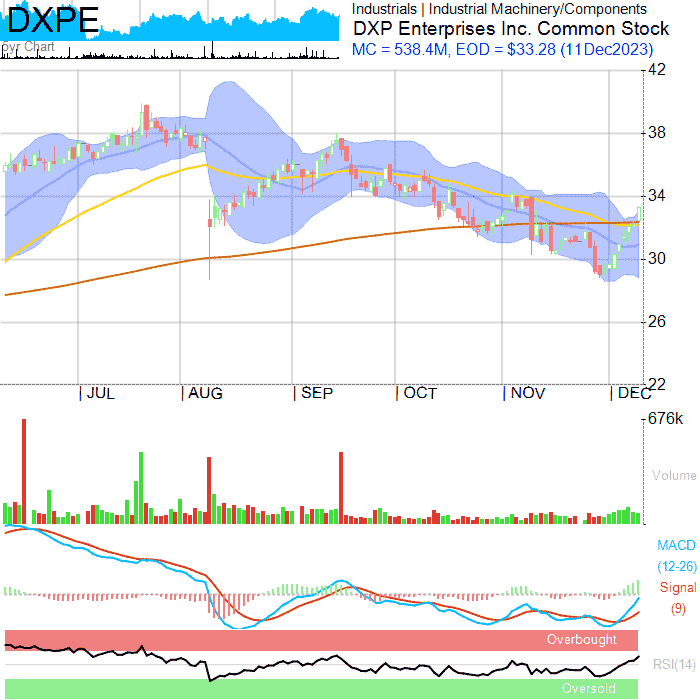 DXPE
5yr Chart
Industrials | Industrial Machinery/Components
DXP Enterprises Inc. Common Stock
MC = 538.4M, EOD = $33.28 (11Dec2023)
42
38
34
30
26
22
JUL
AUG
SEP
OCT
NOV
DEC
676k
Volume
MACD
(12-26)
Signal
(9)
Overbought
RSI(14)
Oversold